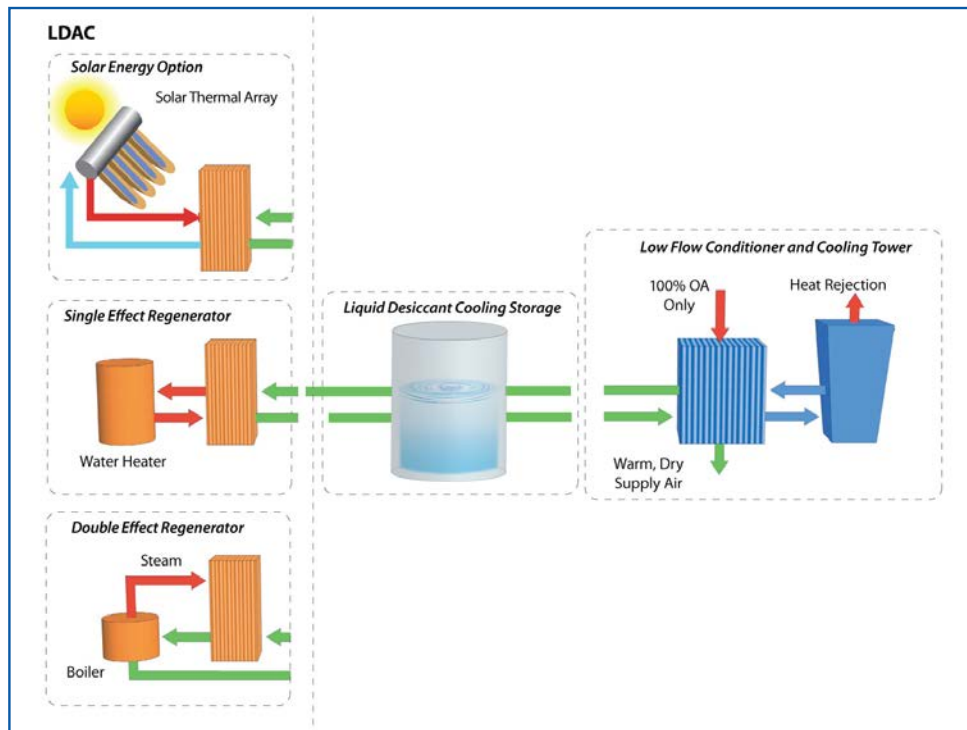 LDAC
Solar Energy Option
Solar Thermal Array
Single Effect Regenerator
Water Heater
Double Effect Regenerator
Steam
Boiler
Liquid Desiccant Cooling Storage
Low Flow Conditioner and Cooling Tower
100% OA
Only
Heat Rejection
Warm, Dry
Supply Air